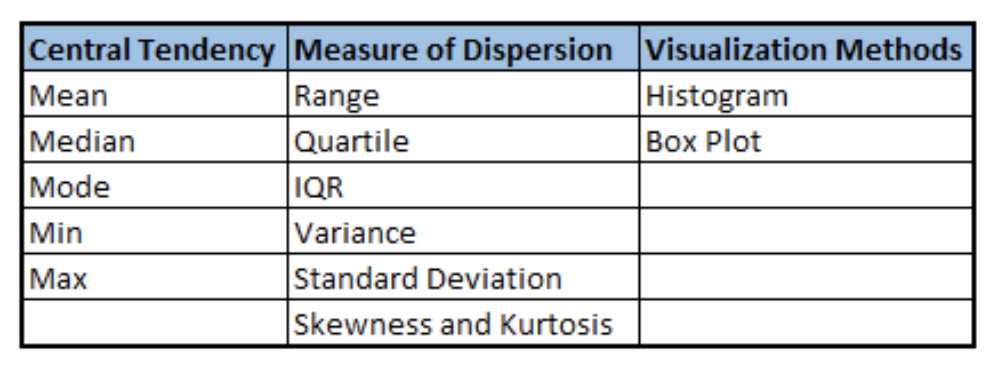 Central Tendency Measure of Dispersion Visualization Methods
Mean Range Histogram
Median Quartile Box Plot
Mode IQR
Min Variance
Max Standard Deviation
Skewness and Kurtosis